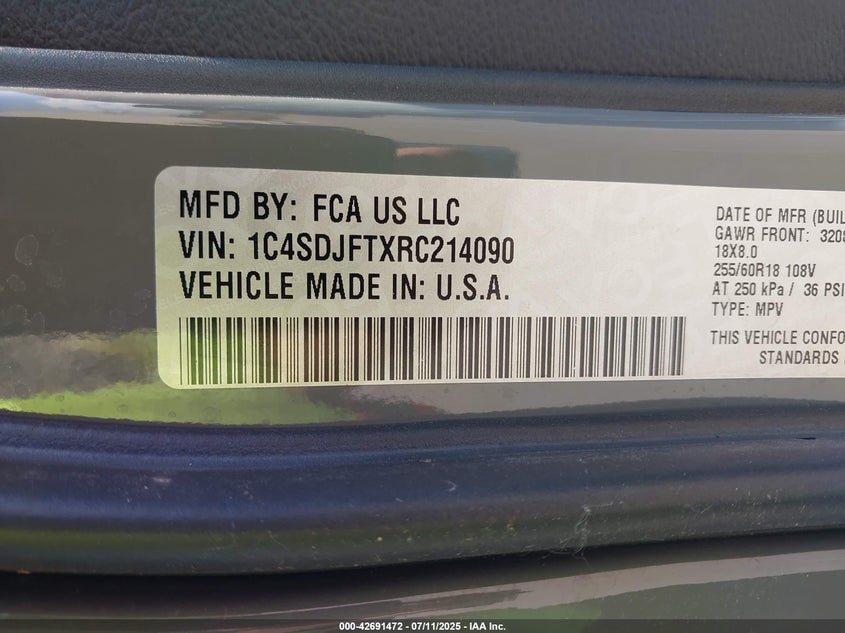 MFD BY: FCA US LLC
VIN: 1C4SDJFTXRC214090
VEHICLE MADE IN: U.S.A.
DATE OF MFR (BUIL
GAWR FRONT: 3208
18X8.0
255/60R18 108V
AT 250 kPa / 36 PSI
TYPE: MPV
THIS VEHICLE CONFO
STANDARDS
000-42691472 - 07/11/2025 - IAA Inc.